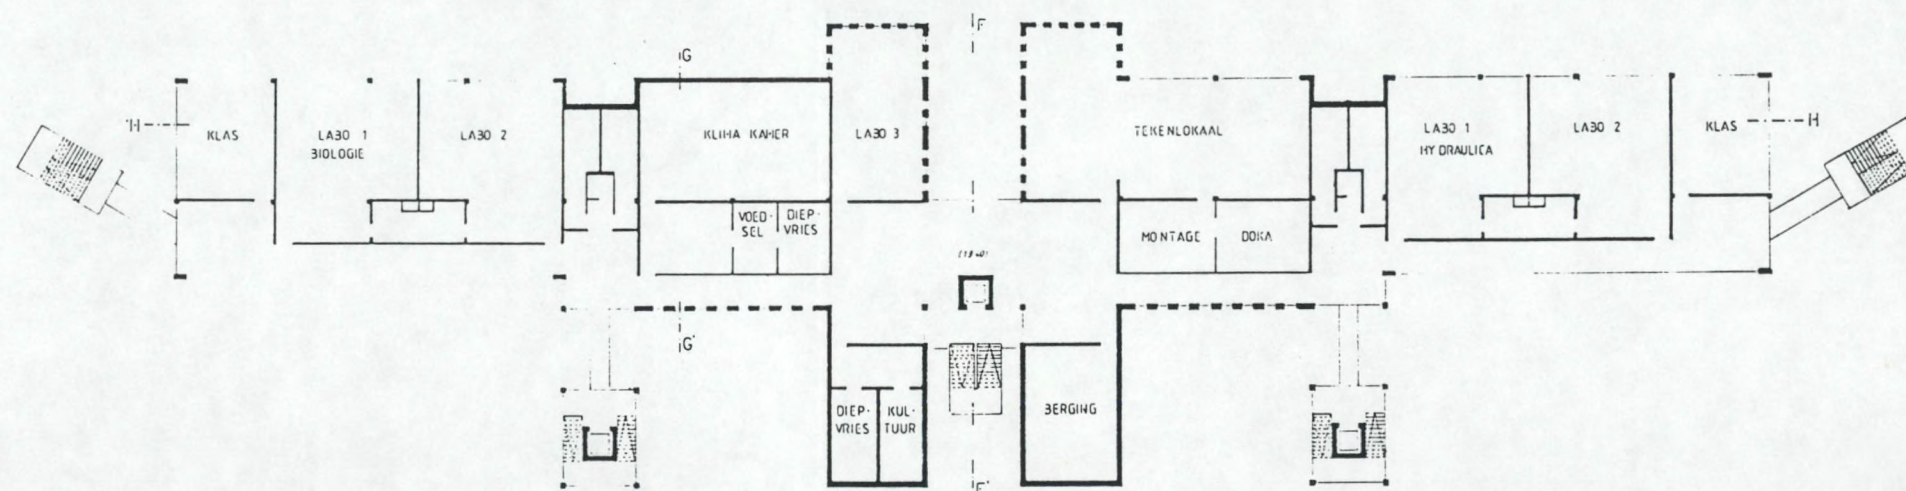 F
G
H
KLAS
LABO 1
BIOLOGIE
LABO 2
KLIMA KAMER
LABO 3
TEKENLOKAAL
LABO 1
HYDRAULICA
LABO 2
KLAS
H
VOED-
SEL
DIEP-
VRIES
MONTAGE
DOKA
G'
DIEP-
VRIES
KUL-
TUUR
BERGING
F'